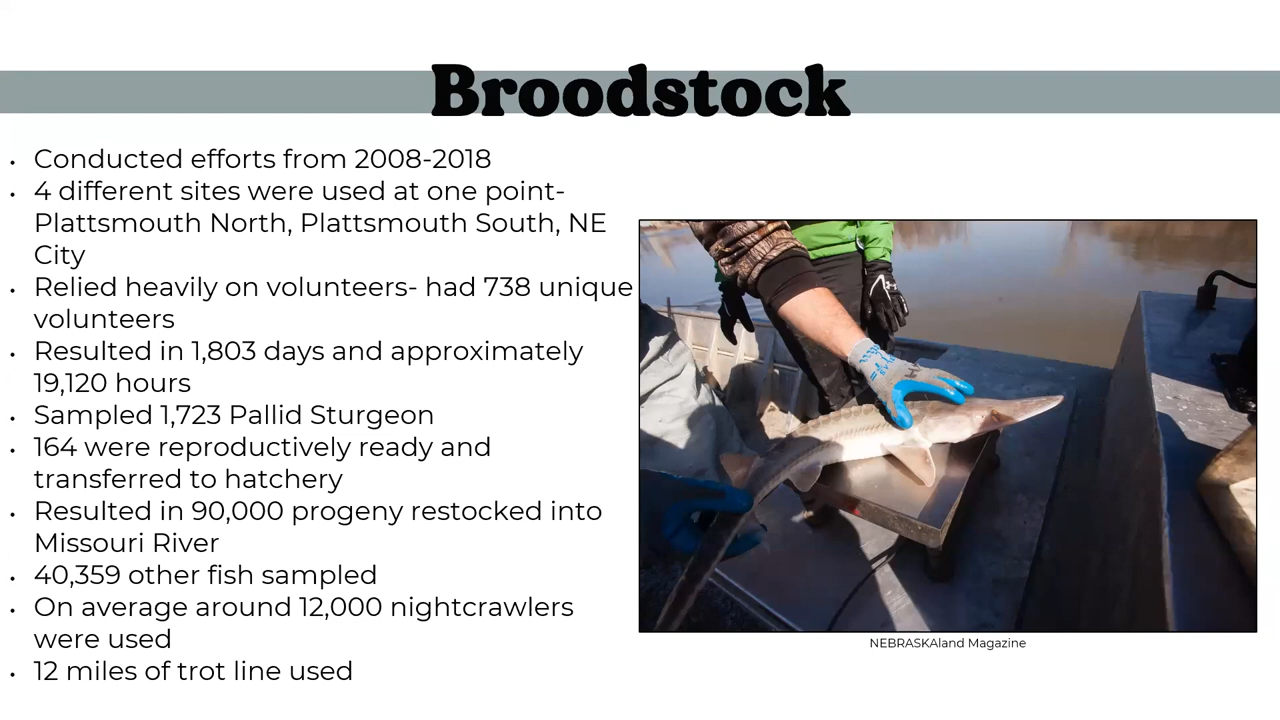 Broodstock
• Conducted efforts from 2008-2018
• 4 different sites were used at one point-
Plattsmouth North, Plattsmouth South, NE
City
• Relied heavily on volunteers- had 738 unique
volunteers
• Resulted in 1,803 days and approximately
19,120 hours
• Sampled 1,723 Pallid Sturgeon
• 164 were reproductively ready and
transferred to hatchery
• Resulted in 90,000 progeny restocked into
Missouri River
• 40,359 other fish sampled
• On average around 12,000 nightcrawlers
were used
• 12 miles of trot line used
NEBRASKAland Magazine